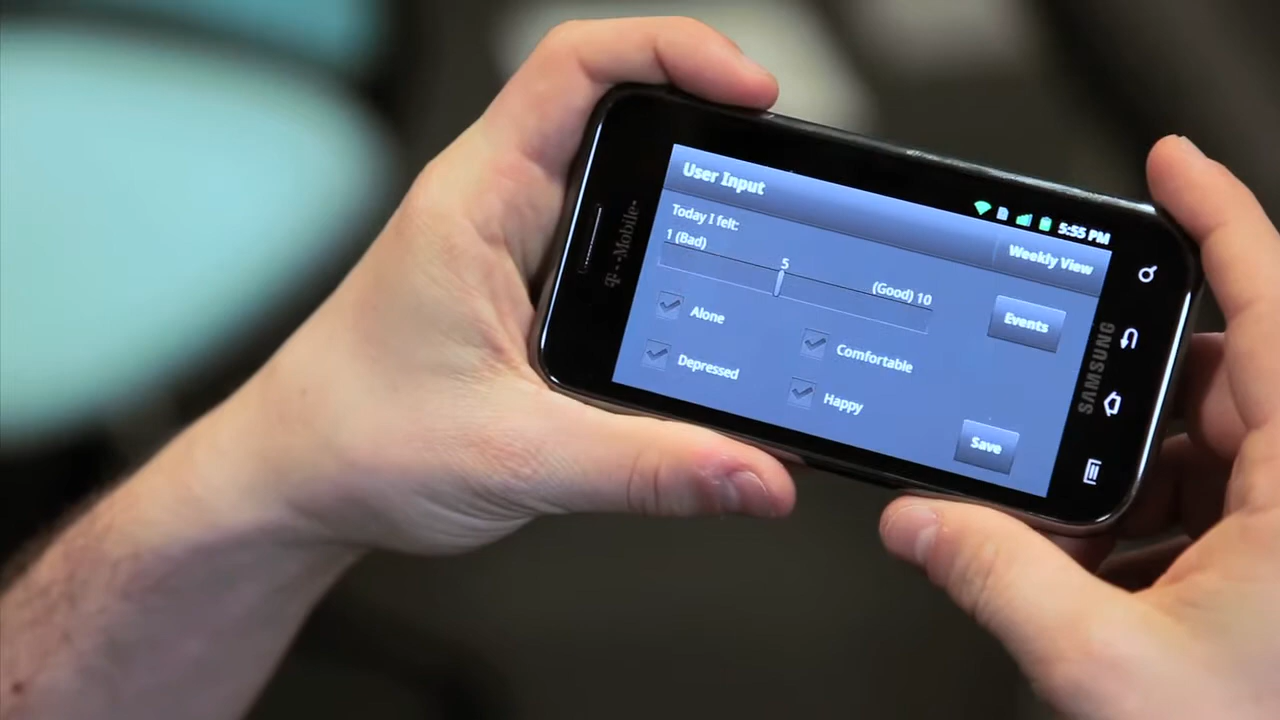 T··Mobile·
User Input
5:55 PM
Today I felt:
Weekly View
1 (Bad)
5
(Good) 10
Alone
Comfortable
Events
Depressed
Happy
Save
SAMSUNG